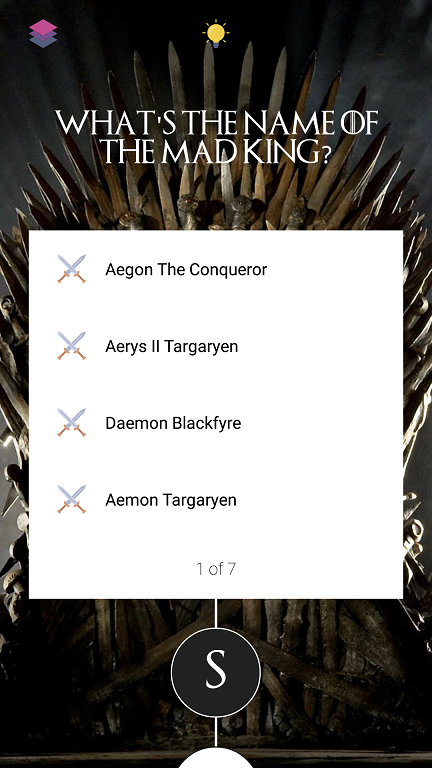 WHAT'S THE NAME OF
THE MAD KING?
Aegon The Conqueror
Aerys II Targaryen
Daemon Blackfyre
Aemon Targaryen
1 of 7
S